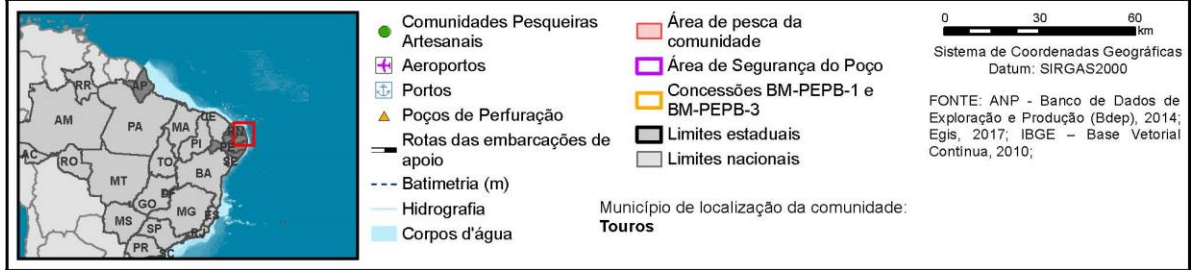 RR
AP
AM
PA
MA
CE
RN
PI
PE
AC
RO
TO
SE
BA
MT
DF
GO
MG
ES
MS
SP
RJ
PR
SC
Comunidades Pesqueiras
Artesanais
Aeroportos
Portos
Poços de Perfuração
Rotas das embarcações de
apoio
Batimetria (m)
Hidrografia
Corpos d'água
Área de pesca da
comunidade
Área de Segurança do Poço
Concessões BM-PEPB-1 e
BM-PEPB-3
Limites estaduais
Limites nacionais
Município de localização da comunidade:
Touros
0 30 60
km
Sistema de Coordenadas Geográficas
Datum: SIRGAS2000
FONTE: ANP - Banco de Dados de
Exploração e Produção (Bdep), 2014;
Egis, 2017; IBGE – Base Vetorial
Contínua, 2010;